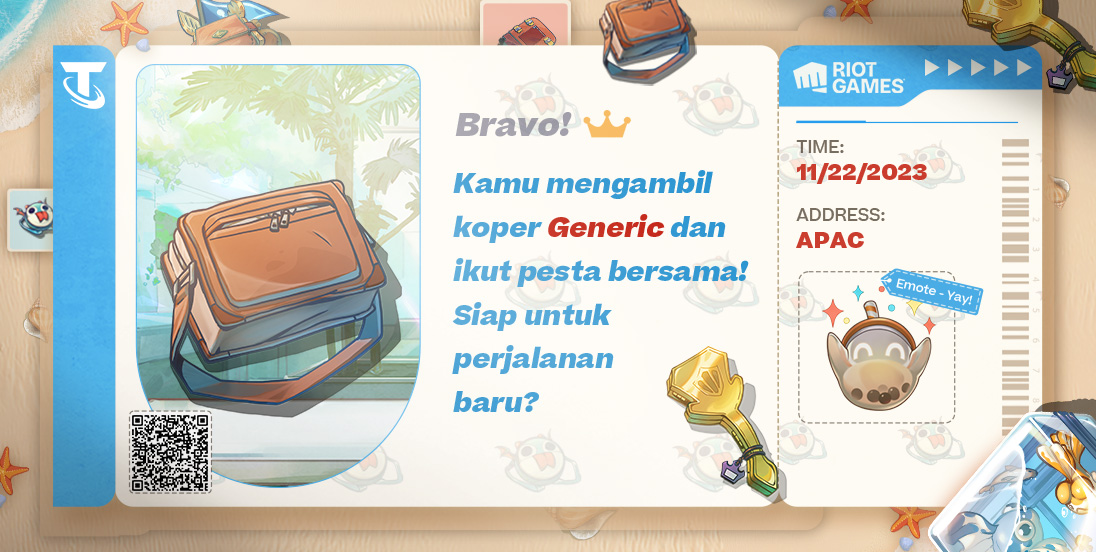 Bravo!
Kamu mengambil
koper Generic dan
ikut pesta bersama!
Siap untuk
perjalanan
baru?
RIOT
GAMES
TIME:
11/22/2023
ADDRESS:
APAC
Emote - Yay!